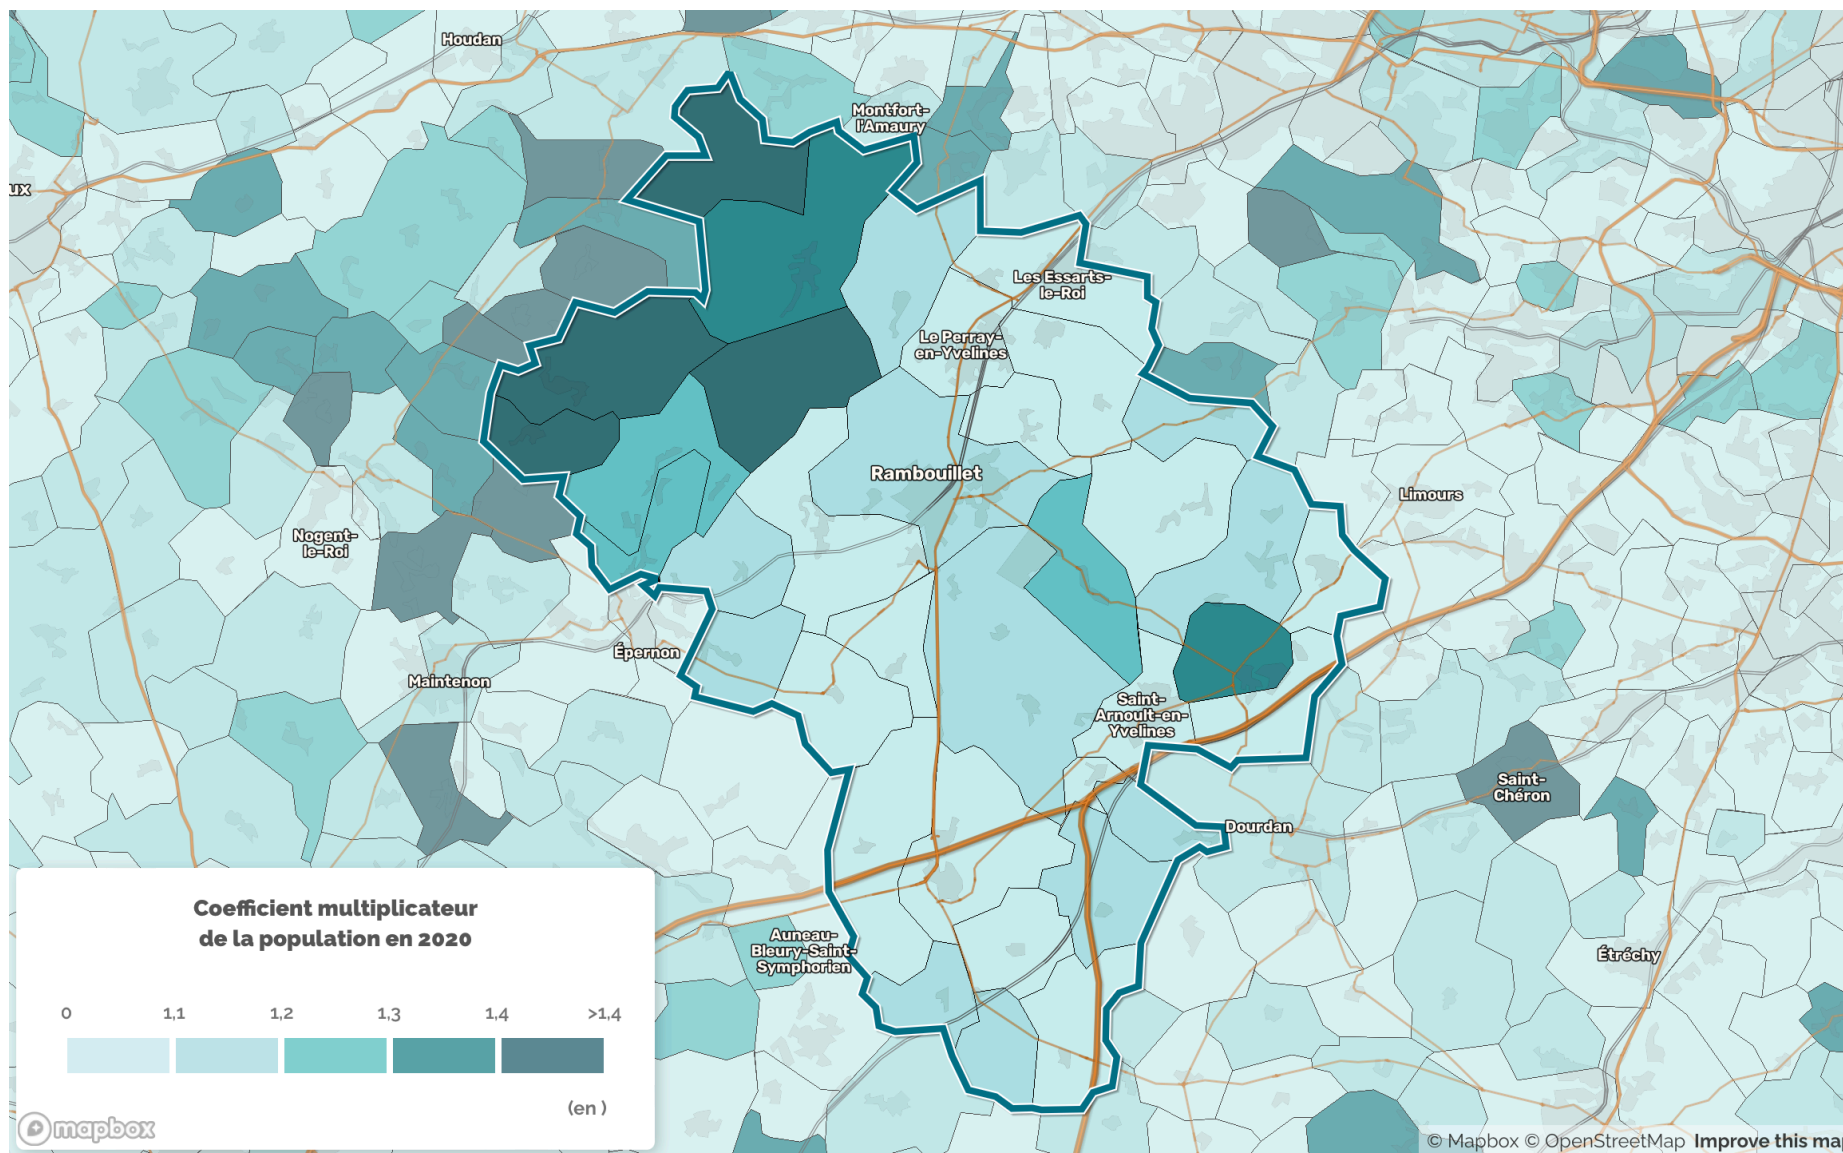 Houdan
Montfort-
l'Amaury
ux
Les Essarts-
le-Roi
Le Perray-
en-Yvelines
Rambouillet
Limours
Nogent-
le-Roi
Épernon
Maintenon
Saint-
Arnoult-en-
Yvelines
Saint-
Chéron
Dourdan
Auneau-
Bleury-Saint-
Symphorien
Étréchy
Coefficient multiplicateur
de la population en 2020
0 1,1 1,2 1,3 1,4 >1,4
(en )
mapbox
© Mapbox © OpenStreetMap Improve this map